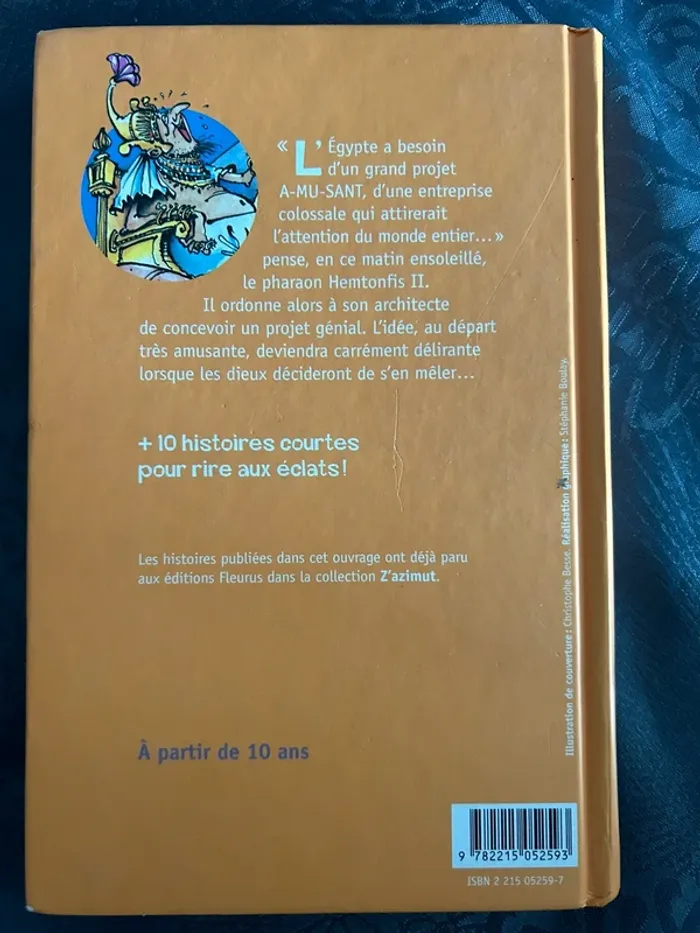 « L'Égypte a besoin
d'un grand projet
A-MU-SANT, d'une entreprise
colossale qui attirerait
l'attention du monde entier... »
pense, en ce matin ensoleillé,
le pharaon Hemtonfis II.
Il ordonne alors à son architecte
de concevoir un projet génial. L'idée, au départ
très amusante, deviendra carrément délirante
lorsque les dieux décideront de s'en mêler...
+ 10 histoires courtes
pour rire aux éclats !
Les histoires publiées dans cet ouvrage ont déjà paru
aux éditions Fleurus dans la collection Z'azimut.
À partir de 10 ans
Illustration de couverture : Christophe Besse. Réalisation graphique : Stéphanie Boulay.
9 782215 052593
ISBN 2 215 05259-7